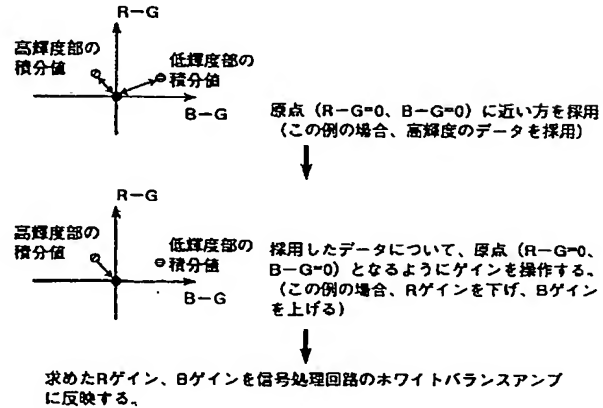 R−G
高輝度部の
積分値
低輝度部の
積分値
B−G
原点（R−G=0、B−G=0）に近い方を採用
（この例の場合、高輝度のデータを採用）
R−G
高輝度部の
積分値
低輝度部の
積分値
B−G
採用したデータについて、原点（R−G=0、
B−G=0）となるようにゲインを操作する。
（この例の場合、Rゲインを下げ、Bゲイン
を上げる）
求めたRゲイン、Bゲインを信号処理回路のホワイトバランスアンプ
に反映する。